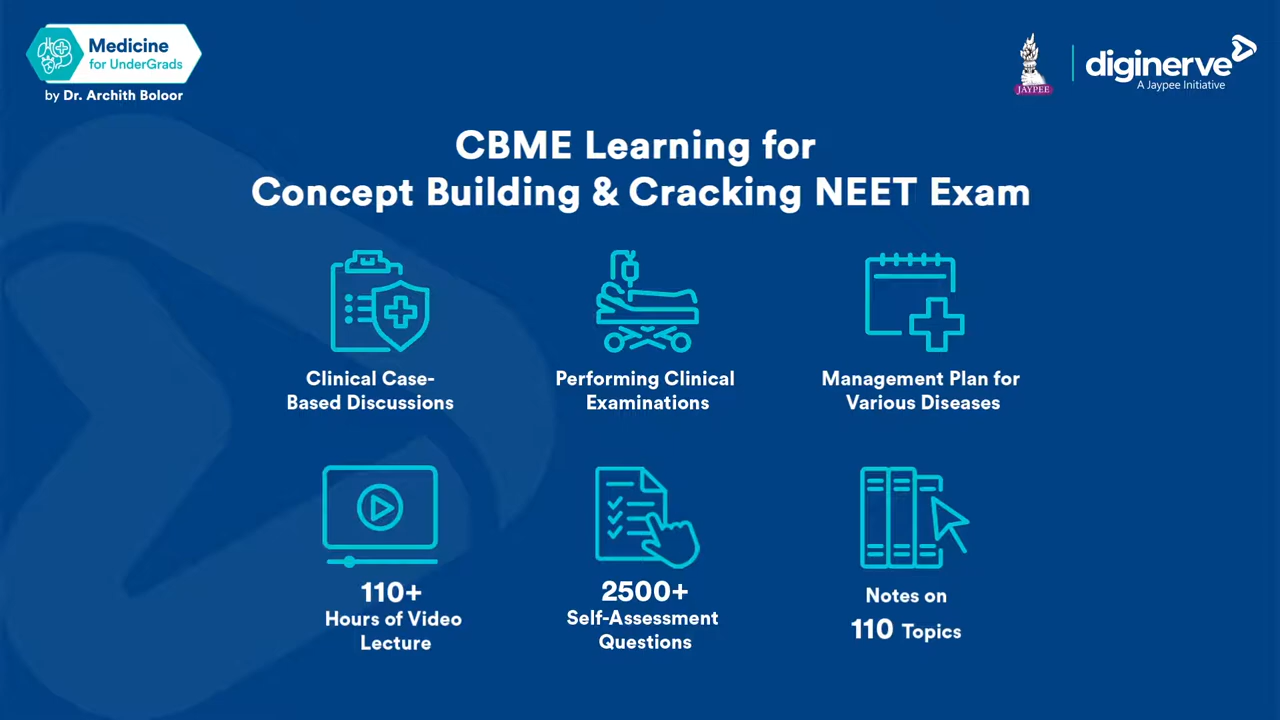 Medicine
for UnderGrads
by Dr. Archith Boloor
JAYPEE
diginerve
A Jaypee Initiative
CBME Learning for
Concept Building & Cracking NEET Exam
Clinical Case-
Based Discussions
Performing Clinical
Examinations
Management Plan for
Various Diseases
110+
Hours of Video
Lecture
2500+
Self-Assessment
Questions
Notes on
110 Topics